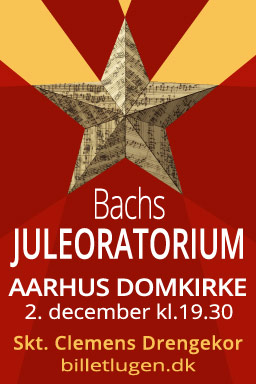 Bachs
JULEORATORIUM
AARHUS DOMKIRKE
2. december kl.19.30
Skt. Clemens Drengekor
billetlugen.dk